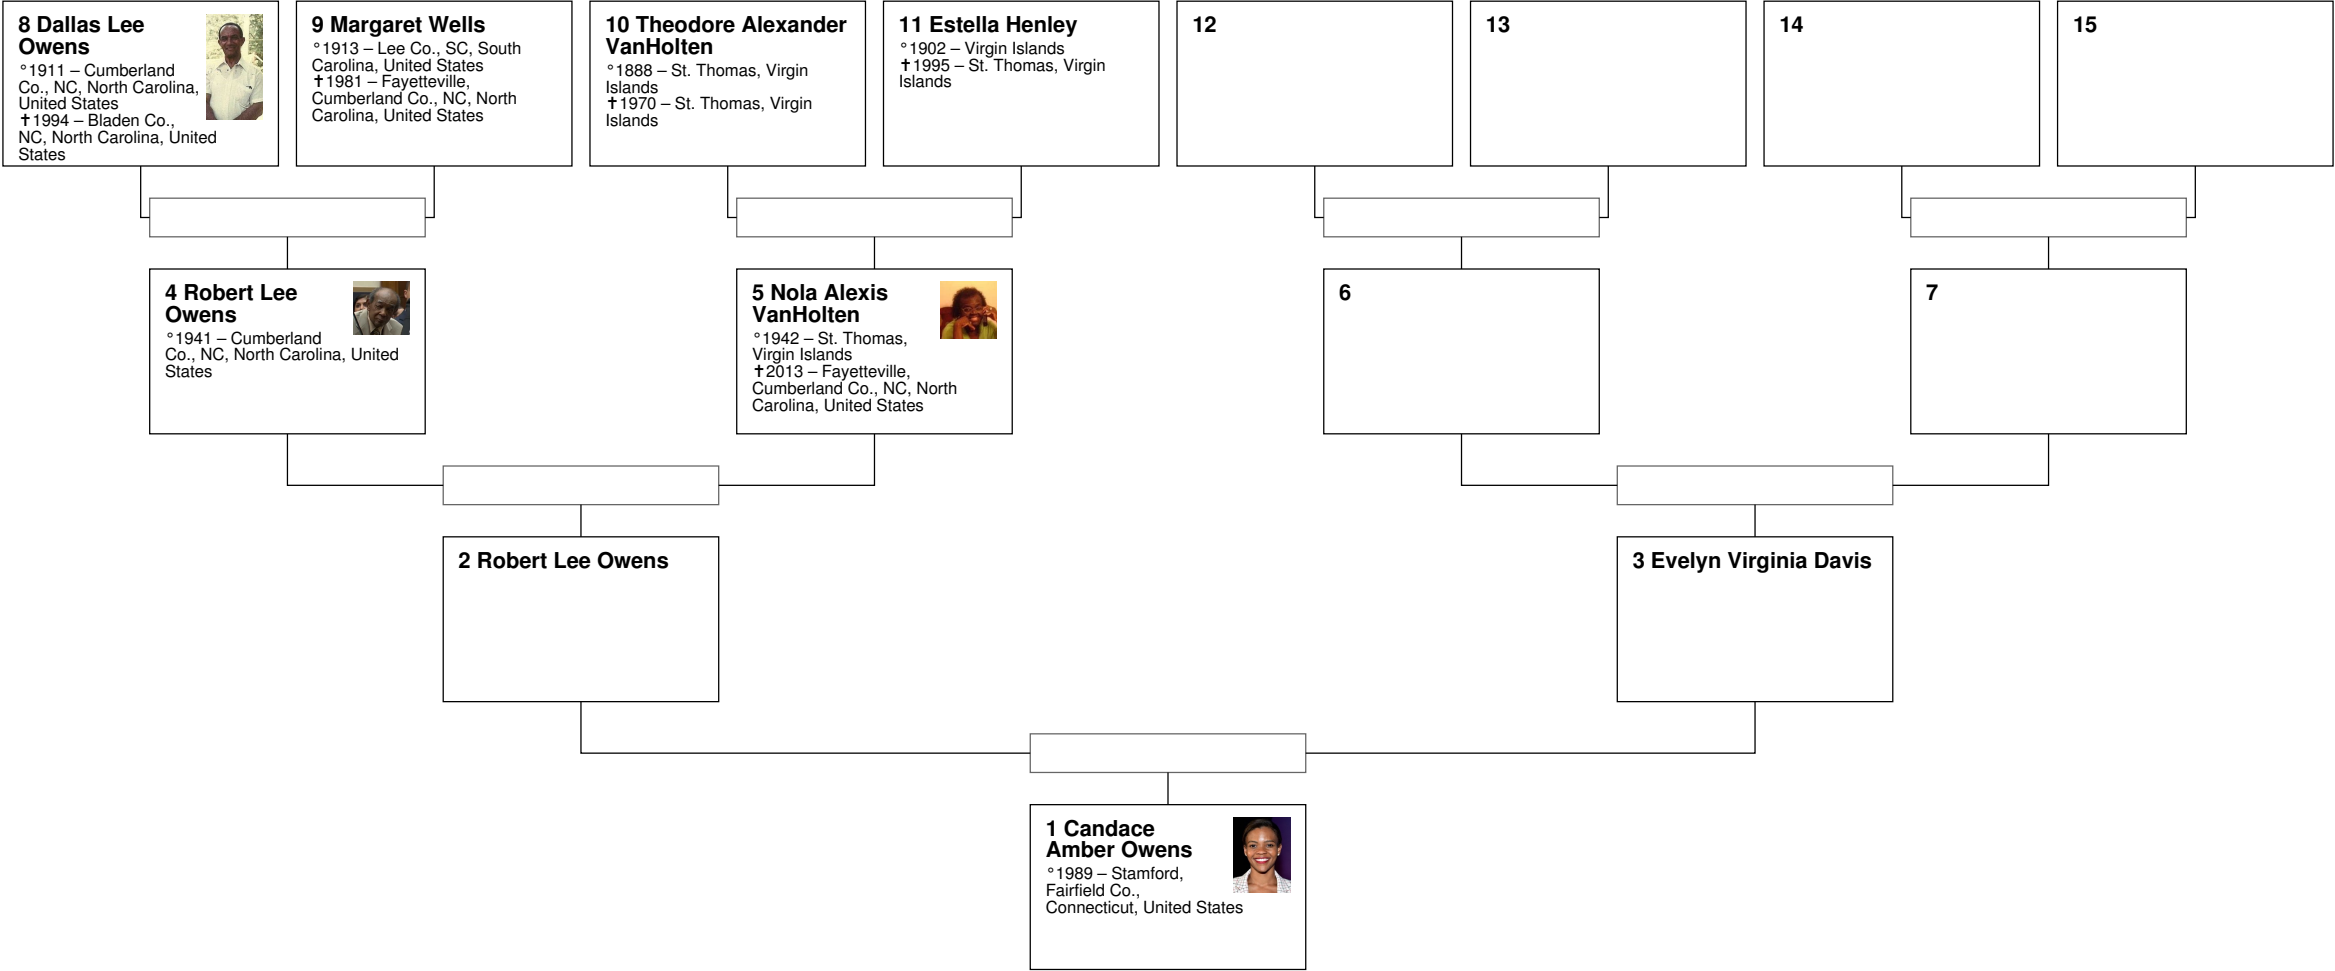 8 Dallas Lee
Owens
°1911 – Cumberland
Co., NC, North Carolina,
United States
✝1994 – Bladen Co.,
NC, North Carolina, United
States
9 Margaret Wells
°1913 – Lee Co., SC, South
Carolina, United States
✝1981 – Fayetteville,
Cumberland Co., NC, North
Carolina, United States
10 Theodore Alexander
VanHolten
°1888 – St. Thomas, Virgin
Islands
✝1970 – St. Thomas, Virgin
Islands
11 Estella Henley
°1902 – Virgin Islands
✝1995 – St. Thomas, Virgin
Islands
12
13
14
15
4 Robert Lee
Owens
°1941 – Cumberland
Co., NC, North Carolina, United
States
5 Nola Alexis
VanHolten
°1942 – St. Thomas,
Virgin Islands
✝2013 – Fayetteville,
Cumberland Co., NC, North
Carolina, United States
6
7
2 Robert Lee Owens
3 Evelyn Virginia Davis
1 Candace
Amber Owens
°1989 – Stamford,
Fairfield Co.,
Connecticut, United States